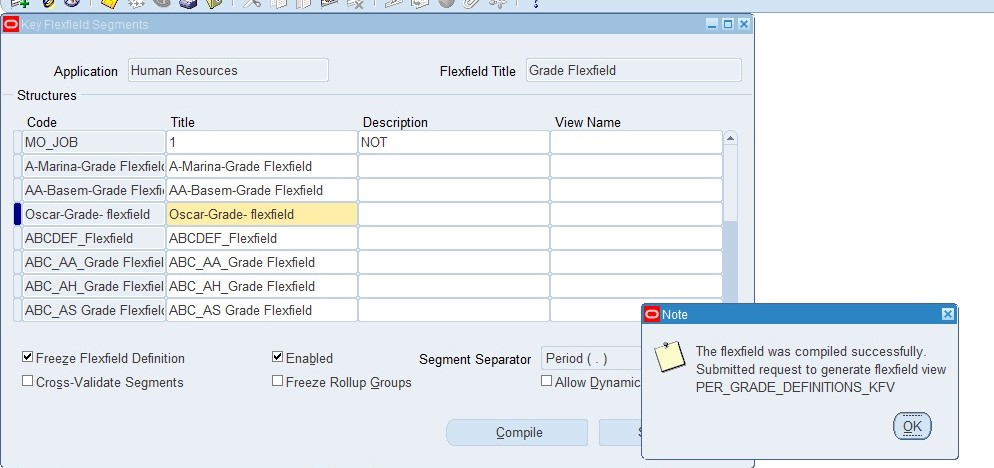 Key Flexfield Segments
Application Human Resources Flexfield Title Grade Flexfield
Structures
Code Title Description View Name
MO_JOB 1 NOT
A-Marina-Grade Flexfiel A-Marina-Grade Flexfield
AA-Basem-Grade Flexfi AA-Basem-Grade Flexfield
Oscar-Grade- flexfield Oscar-Grade- flexfield
ABCDEF_Flexfield ABCDEF_Flexfield
ABC_AA_Grade Flexfiel ABC_AA_Grade Flexfield
ABC_AH_Grade Flexfiel ABC_AH_Grade Flexfield
ABC_AS Grade Flexfield ABC_AS Grade Flexfield
Freeze Flexfield Definition Enabled Segment Separator Period ( . )
Cross-Validate Segments Freeze Rollup Groups Allow Dynamic
Compile S
Note
The flexfield was compiled successfully.
Submitted request to generate flexfield view
PER_GRADE_DEFINITIONS_KFV
OK